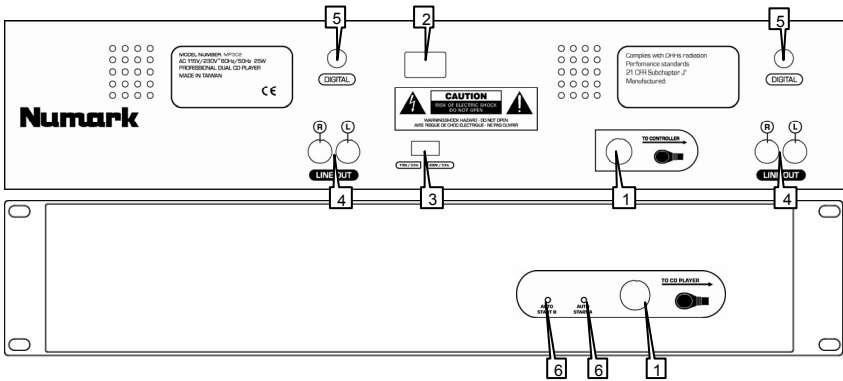 5
2
5
MODEL NUMBER MP302
AC 115V/230V~60Hz/50Hz 25W
PROFESSIONAL DUAL CD PLAYER
MADE IN TAIWAN
CE
DIGITAL
Complies with DHHs radiation
Perfomance standards
21 CFR Subchapter J"
Manufactured:
DIGITAL
Numark
CAUTION
RISK OF ELECTRIC SHOCK
DO NOT OPEN
WARNING:SHOCK HAZARD - DO NOT OPEN
AVIS: RISQUE DE CHOC ELECTRIQUE - NE PAS OUVRIR
R L
LINE OUT
TO CONTROLLER
R L
LINE OUT
4
3
1
4
TO CD PLAYER
AUTO
START B
AUTO
START A
6
6
1